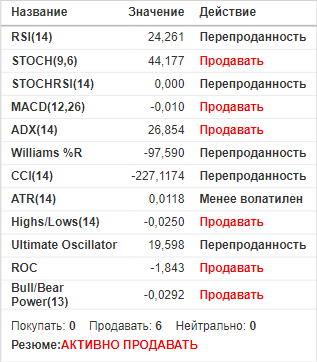 Название Значение Действие
RSI(14) 24,261 Перепроданность
STOCH(9,6) 44,177 Продавать
STOCHRSI(14) 0,000 Перепроданность
MACD(12,26) -0,010 Продавать
ADX(14) 26,854 Продавать
Williams %R -97,590 Перепроданность
CCI(14) -227,1174 Перепроданность
ATR(14) 0,0118 Менее волатилен
Highs/Lows(14) -0,0250 Продавать
Ultimate Oscillator 19,598 Перепроданность
ROC -1,843 Продавать
Bull/Bear
Power(13) -0,0292 Продавать
Покупать: 0 Продавать: 6 Нейтрально: 0
Резюме:АКТИВНО ПРОДАВАТЬ